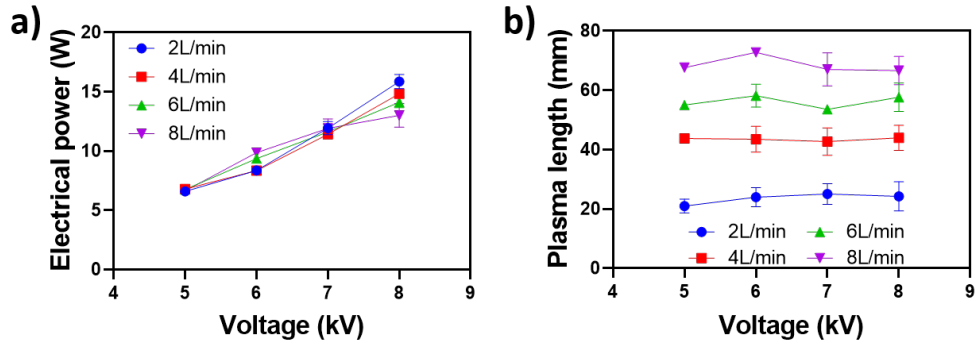 a)
Electrical power (W)
20
15
10
5
0
2L/min
4L/min
6L/min
8L/min
4 5 6 7 8 9
Voltage (kV)
b)
Plasma length (mm)
80
60
40
20
0
2L/min 6L/min
4L/min 8L/min
4 5 6 7 8 9
Voltage (kV)